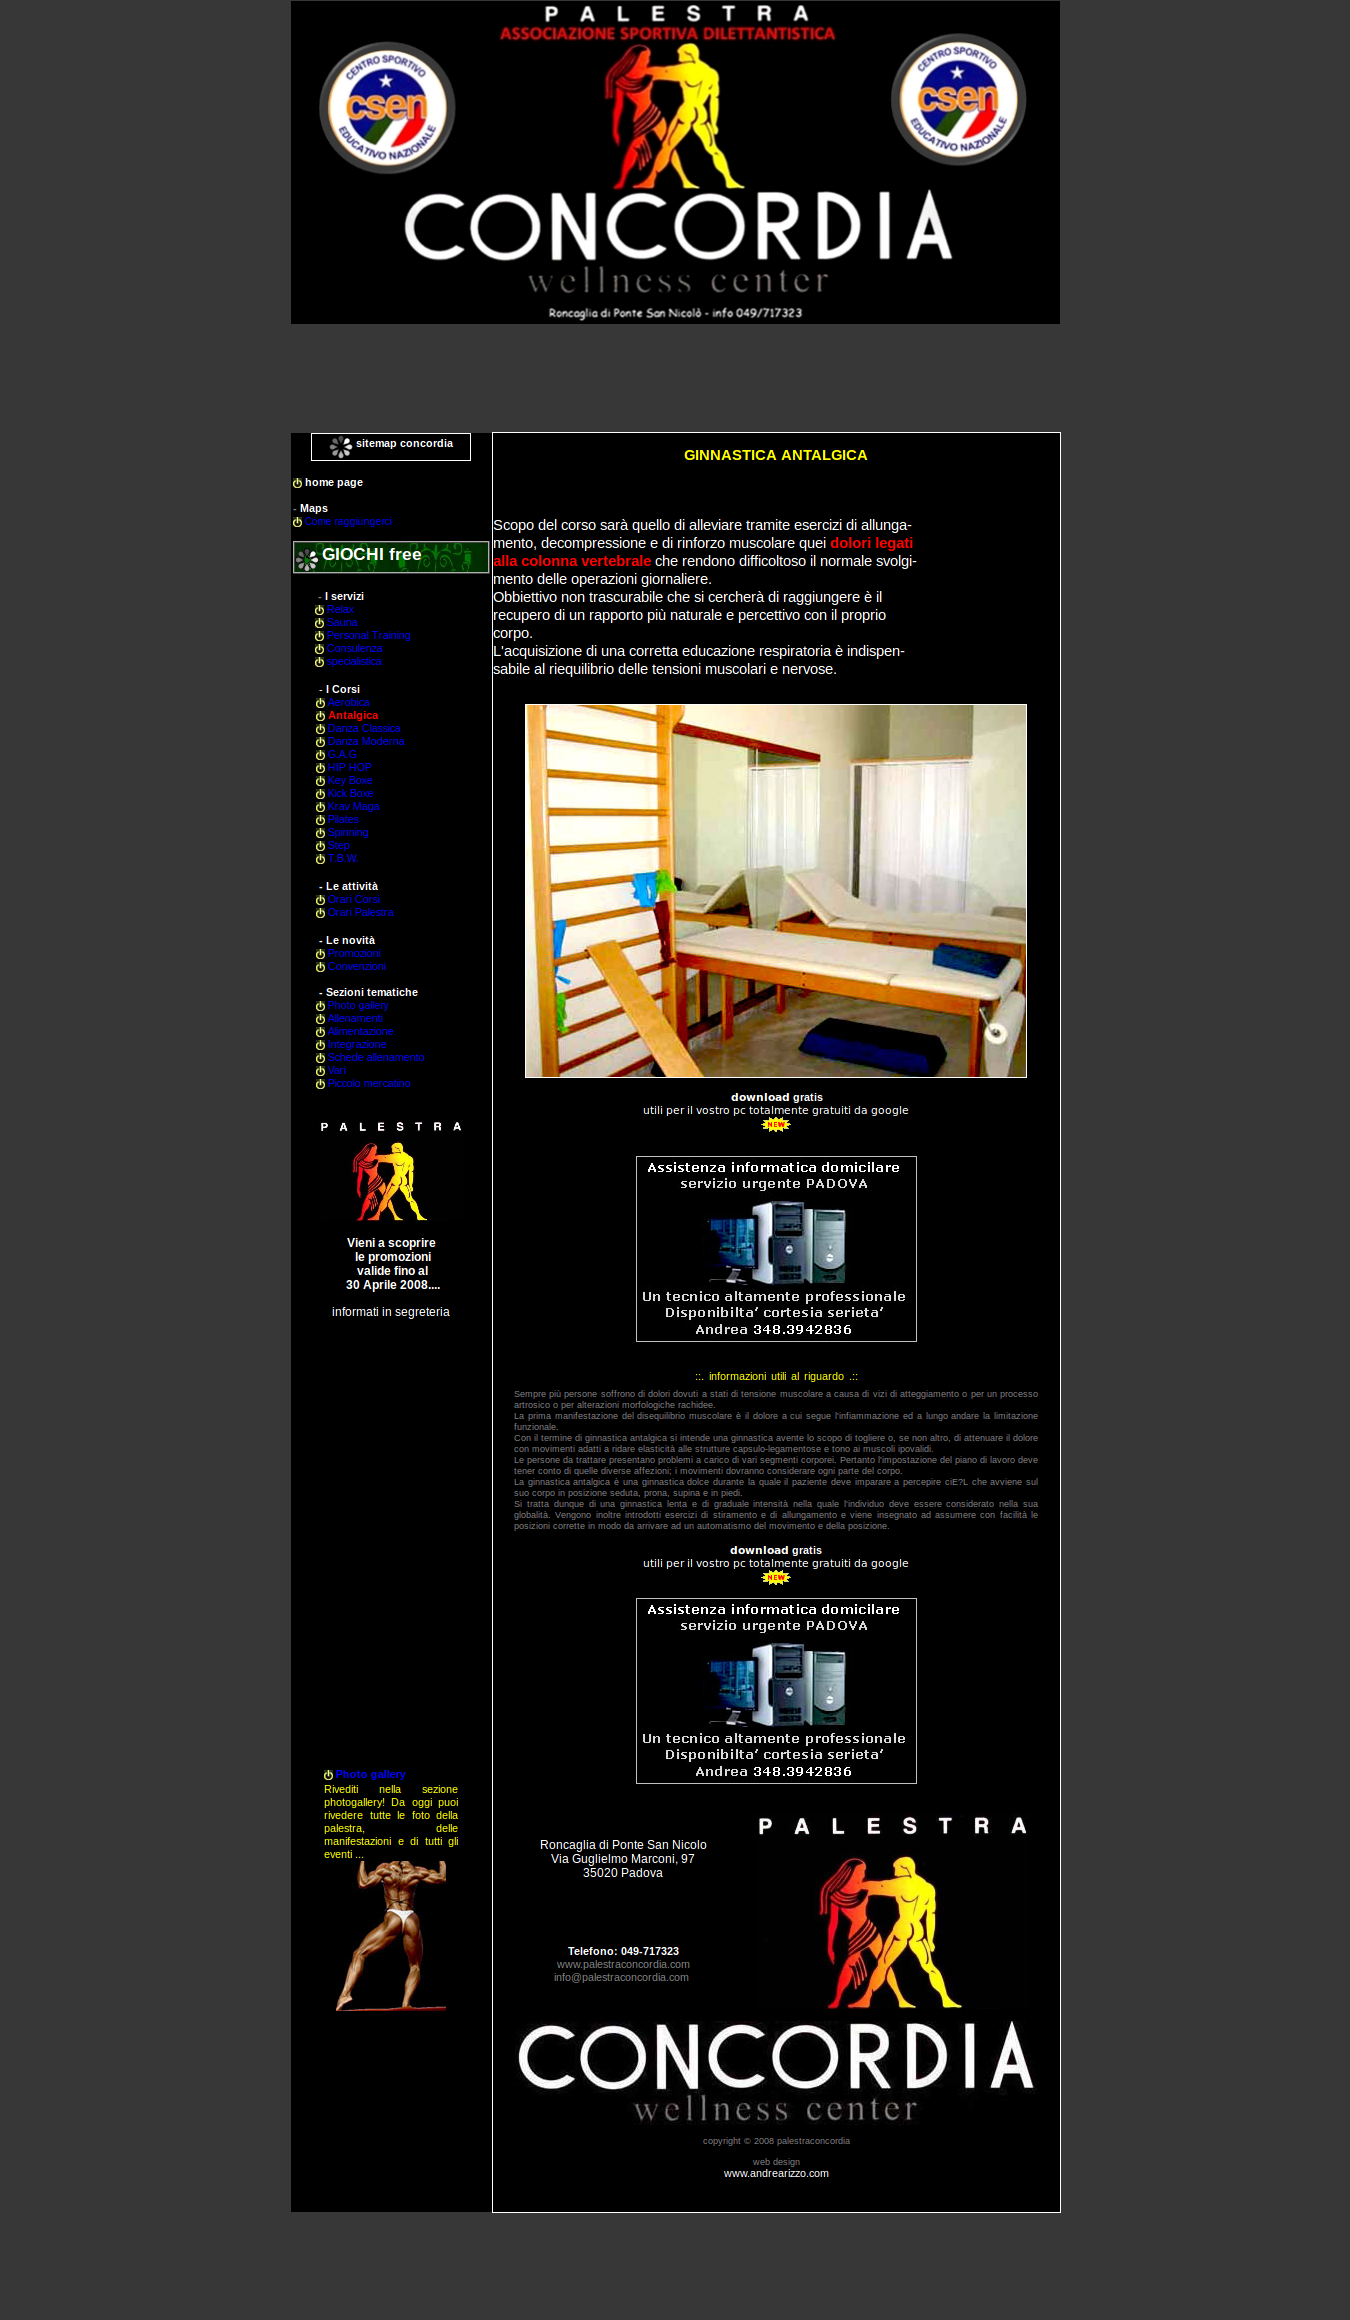 PALESTRA
ASSOCIAZIONE SPORTIVA DILETTANTISTICA
CENTRO SPORTIVO
csen
EDUCATIVO NAZIONALE
CENTRO SPORTIVO
csen
EDUCATIVO NAZIONALE
CONCORDIA
wellness center
Roncaglia di Ponte San Nicolò - info 049/717323
sitemap concordia
home page
- Maps
Come raggiungerci
GIOCHI free
- I servizi
Relax
Sauna
Personal Training
Consulenza
specialistica
- I Corsi
Aerobica
Antalgica
Danza Classica
Danza Moderna
G.A.G.
HIP HOP
Key Boxe
Kick Boxe
Krav Maga
Pilates
Spinning
Step
T.B.W.
- Le attività
Orari Corsi
Orari Palestra
- Le novità
Promozioni
Convenzioni
- Sezioni tematiche
Photo gallery
Allenamenti
Alimentazione
Integrazione
Schede allenamento
Vari
Piccolo mercatino
PALESTRA
Vieni a scoprire
le promozioni
valide fino al
30 Aprile 2008....
informati in segreteria
Photo gallery
Rivediti nella sezione
photogallery! Da oggi puoi
rivedere tutte le foto della
palestra, delle
manifestazioni e di tutti gli
eventi ...
GINNASTICA ANTALGICA
Scopo del corso sarà quello di alleviare tramite esercizi di allunga-
mento, decompressione e di rinforzo muscolare quei dolori legati
alla colonna vertebrale che rendono difficoltoso il normale svolgi-
mento delle operazioni giornaliere.
Obbiettivo non trascurabile che si cercherà di raggiungere è il
recupero di un rapporto più naturale e percettivo con il proprio
corpo.
L'acquisizione di una corretta educazione respiratoria è indispen-
sabile al riequilibrio delle tensioni muscolari e nervose.
download gratis
utili per il vostro pc totalmente gratuiti da google
NEW
Assistenza informatica domicilare
servizio urgente PADOVA
Un tecnico altamente professionale
Disponibilta' cortesia serieta'
Andrea 348.3942836
::. informazioni utili al riguardo .::
Sempre più persone soffrono di dolori dovuti a stati di tensione muscolare a causa di vizi di atteggiamento o per un processo
artrosico o per alterazioni morfologiche rachidee.
La prima manifestazione del disequilibrio muscolare è il dolore a cui segue l'infiammazione ed a lungo andare la limitazione
funzionale.
Con il termine di ginnastica antalgica si intende una ginnastica avente lo scopo di togliere o, se non altro, di attenuare il dolore
con movimenti adatti a ridare elasticità alle strutture capsulo-legamentose e tono ai muscoli ipovalidi.
Le persone da trattare presentano problemi a carico di vari segmenti corporei. Pertanto l'impostazione del piano di lavoro deve
tener conto di quelle diverse affezioni; i movimenti dovranno considerare ogni parte del corpo.
La ginnastica antalgica è una ginnastica dolce durante la quale il paziente deve imparare a percepire ciE?L che avviene sul
suo corpo in posizione seduta, prona, supina e in piedi.
Si tratta dunque di una ginnastica lenta e di graduale intensità nella quale l'individuo deve essere considerato nella sua
globalità. Vengono inoltre introdotti esercizi di stiramento e di allungamento e viene insegnato ad assumere con facilità le
posizioni corrette in modo da arrivare ad un automatismo del movimento e della posizione.
download gratis
utili per il vostro pc totalmente gratuiti da google
NEW
Assistenza informatica domicilare
servizio urgente PADOVA
Un tecnico altamente professionale
Disponibilta' cortesia serieta'
Andrea 348.3942836
Roncaglia di Ponte San Nicolo
Via Guglielmo Marconi, 97
35020 Padova
Telefono: 049-717323
www.palestraconcordia.com
info@palestraconcordia.com
PALESTRA
CONCORDIA
wellness center
copyright © 2008 palestraconcordia
web design
www.andrearizzo.com